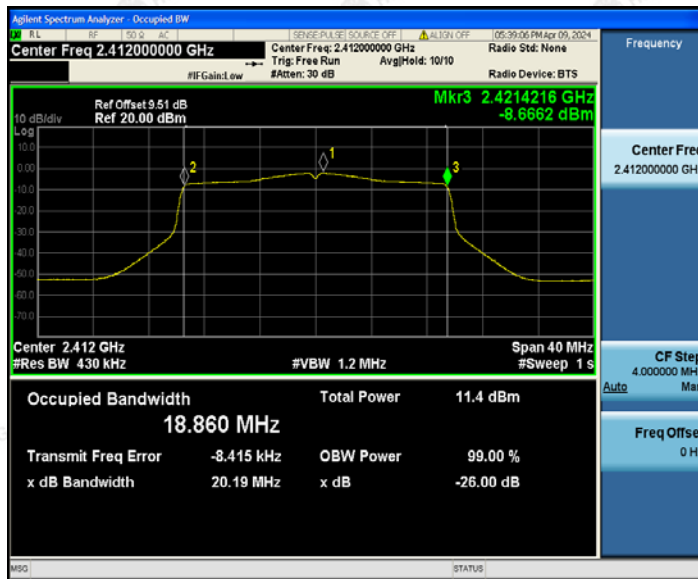 Agilent Spectrum Analyzer - Occupied BW
RL RF 50 Ω AC SENSE:PULSE SOURCE OFF ALIGN OFF 05:39:06 PM Apr 09, 2024
Center Freq 2.412000000 GHz
Center Freq: 2.412000000 GHz
Radio Std: None
Trig: Free Run Avg|Hold: 10/10
#IFGain:Low #Atten: 30 dB Radio Device: BTS
Frequency
Ref Offset 9.51 dB
10 dB/div Ref 20.00 dBm
Mkr3 2.4214216 GHz
-8.6662 dBm
Log
10.0
0.00
-10.0
-20.0
-30.0
-40.0
-50.0
-60.0
-70.0
1
2
3
Center 2.412 GHz Span 40 MHz
#Res BW 430 kHz #VBW 1.2 MHz #Sweep 1 s
Occupied Bandwidth Total Power 11.4 dBm
18.860 MHz
Transmit Freq Error -8.415 kHz OBW Power 99.00 %
x dB Bandwidth 20.19 MHz x dB -26.00 dB
Center Fre
2.412000000 GH
CF Step
4.000000 MH
Auto Ma
Freq Offse
0 H
MSG STATUS